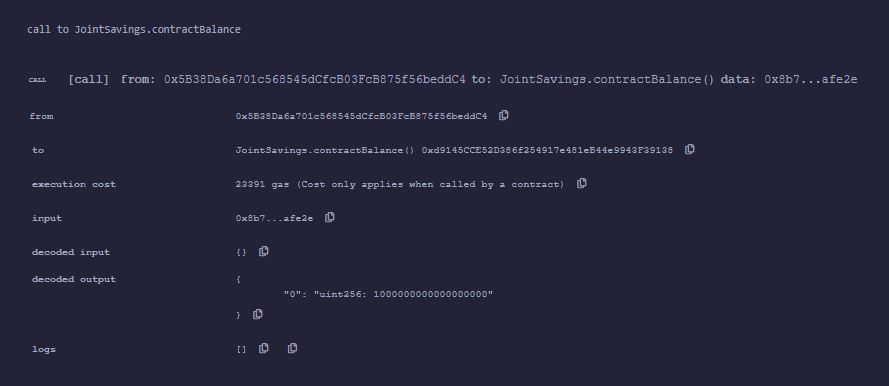 call to JointSavings.contractBalance
CALL [call] from: 0x5B38Da6a701c568545dCfcB03FcB875f56beddC4 to: JointSavings.contractBalance() data: 0x8b7...afe2e
from 0x5B38Da6a701c568545dCfcB03FcB875f56beddC4
to JointSavings.contractBalance() 0xd9145CCE52D386f254917e481eB44e9943F39138
execution cost 23391 gas (Cost only applies when called by a contract)
input 0x8b7...afe2e
decoded input {}
decoded output {
"0": "uint256: 1000000000000000000"
}
logs []